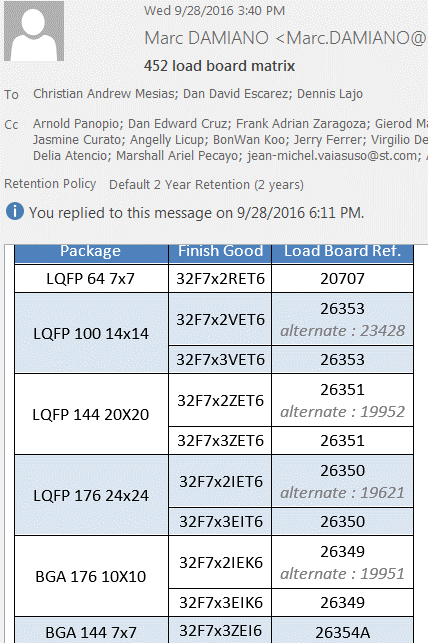 Wed 9/28/2016 3:40 PM
Marc DAMIANO <Marc.DAMIANO@
452 load board matrix
To Christian Andrew Mesias; Dan David Escarez; Dennis Lajo
Cc Arnold Panopio; Dan Edward Cruz; Frank Adrian Zaragoza; Gierod Ma
Jasmine Curato; Angelly Licup; BonWan Koo; Jerry Ferrer; Virgilio De
Delia Atencio; Marshall Ariel Pecayo; jean-michel.vaiasuso@st.com; A
Retention Policy Default 2 Year Retention (2 years)
You replied to this message on 9/28/2016 6:11 PM.
Package Finish Good Load Board Ref.
LQFP 64 7x7 32F7x2RET6 20707
LQFP 100 14x14 32F7x2VET6 26353
alternate : 23428
32F7x3VET6 26353
LQFP 144 20X20 32F7x2ZET6 26351
alternate : 19952
32F7x3ZET6 26351
LQFP 176 24x24 32F7x2IET6 26350
alternate : 19621
32F7x3EIT6 26350
BGA 176 10X10 32F7x2IEK6 26349
alternate : 19951
32F7x3EIK6 26349
BGA 144 7x7 32F7x3ZEI6 26354A